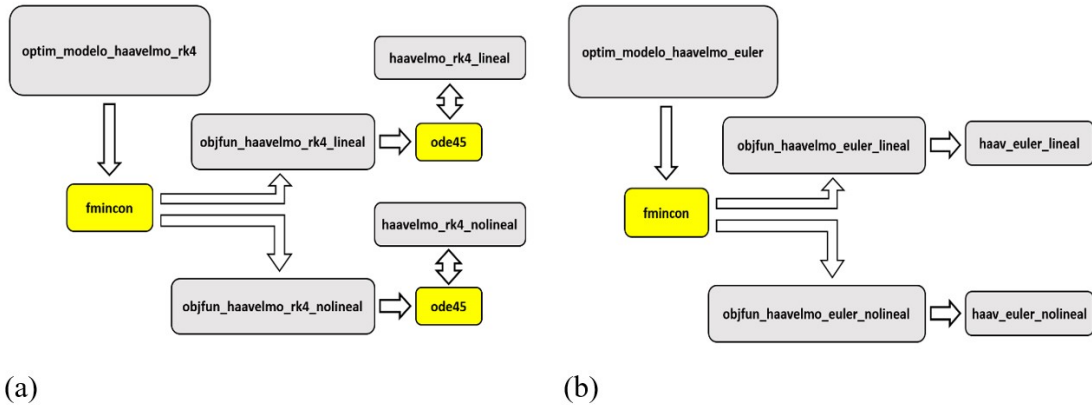 optim_modelo_haavelmo_rk4
haavelmo_rk4_lineal
objfun_haavelmo_rk4_lineal
ode45
fmincon
haavelmo_rk4_nolineal
objfun_haavelmo_rk4_nolineal
ode45
(a)
optim_modelo_haavelmo_euler
objfun_haavelmo_euler_lineal
haav_euler_lineal
fmincon
objfun_haavelmo_euler_nolineal
haav_euler_nolineal
(b)